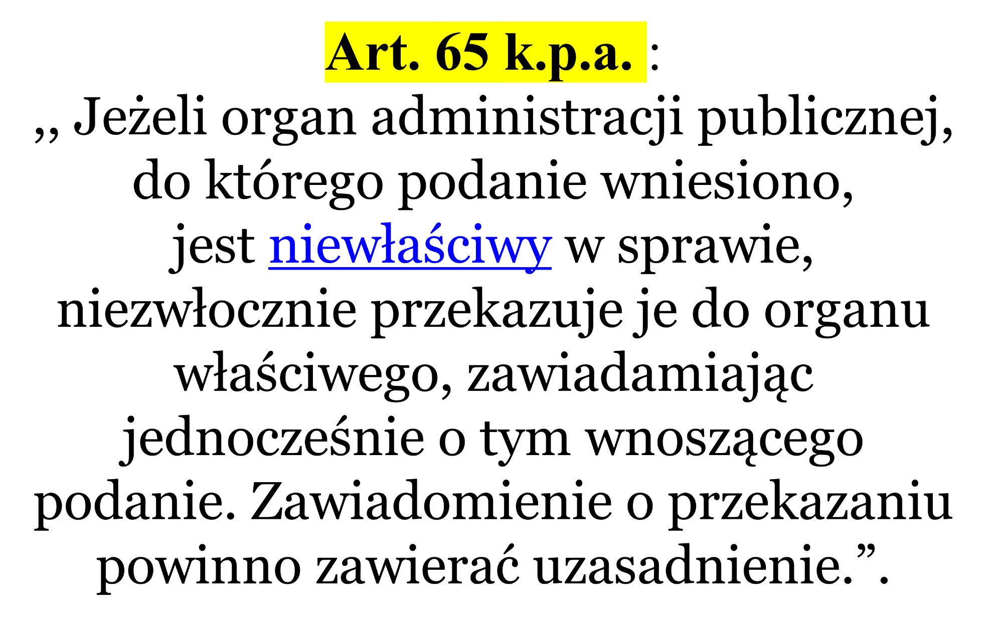 Art. 65 k.p.a. :
,, Jeżeli organ administracji publicznej,
do którego podanie wniesiono,
jest niewłaściwy w sprawie,
niezwłocznie przekazuje je do organu
właściwego, zawiadamiając
jednocześnie o tym wnoszącego
podanie. Zawiadomienie o przekazaniu
powinno zawierać uzasadnienie.”.